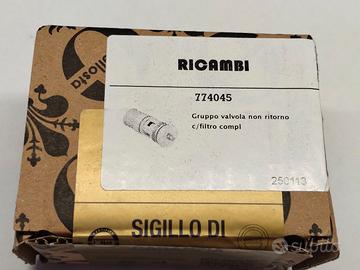 RICAMBI
774045
Gruppo valvola non ritorno
c/filtro compl
250113
SIGILLO DI
subito